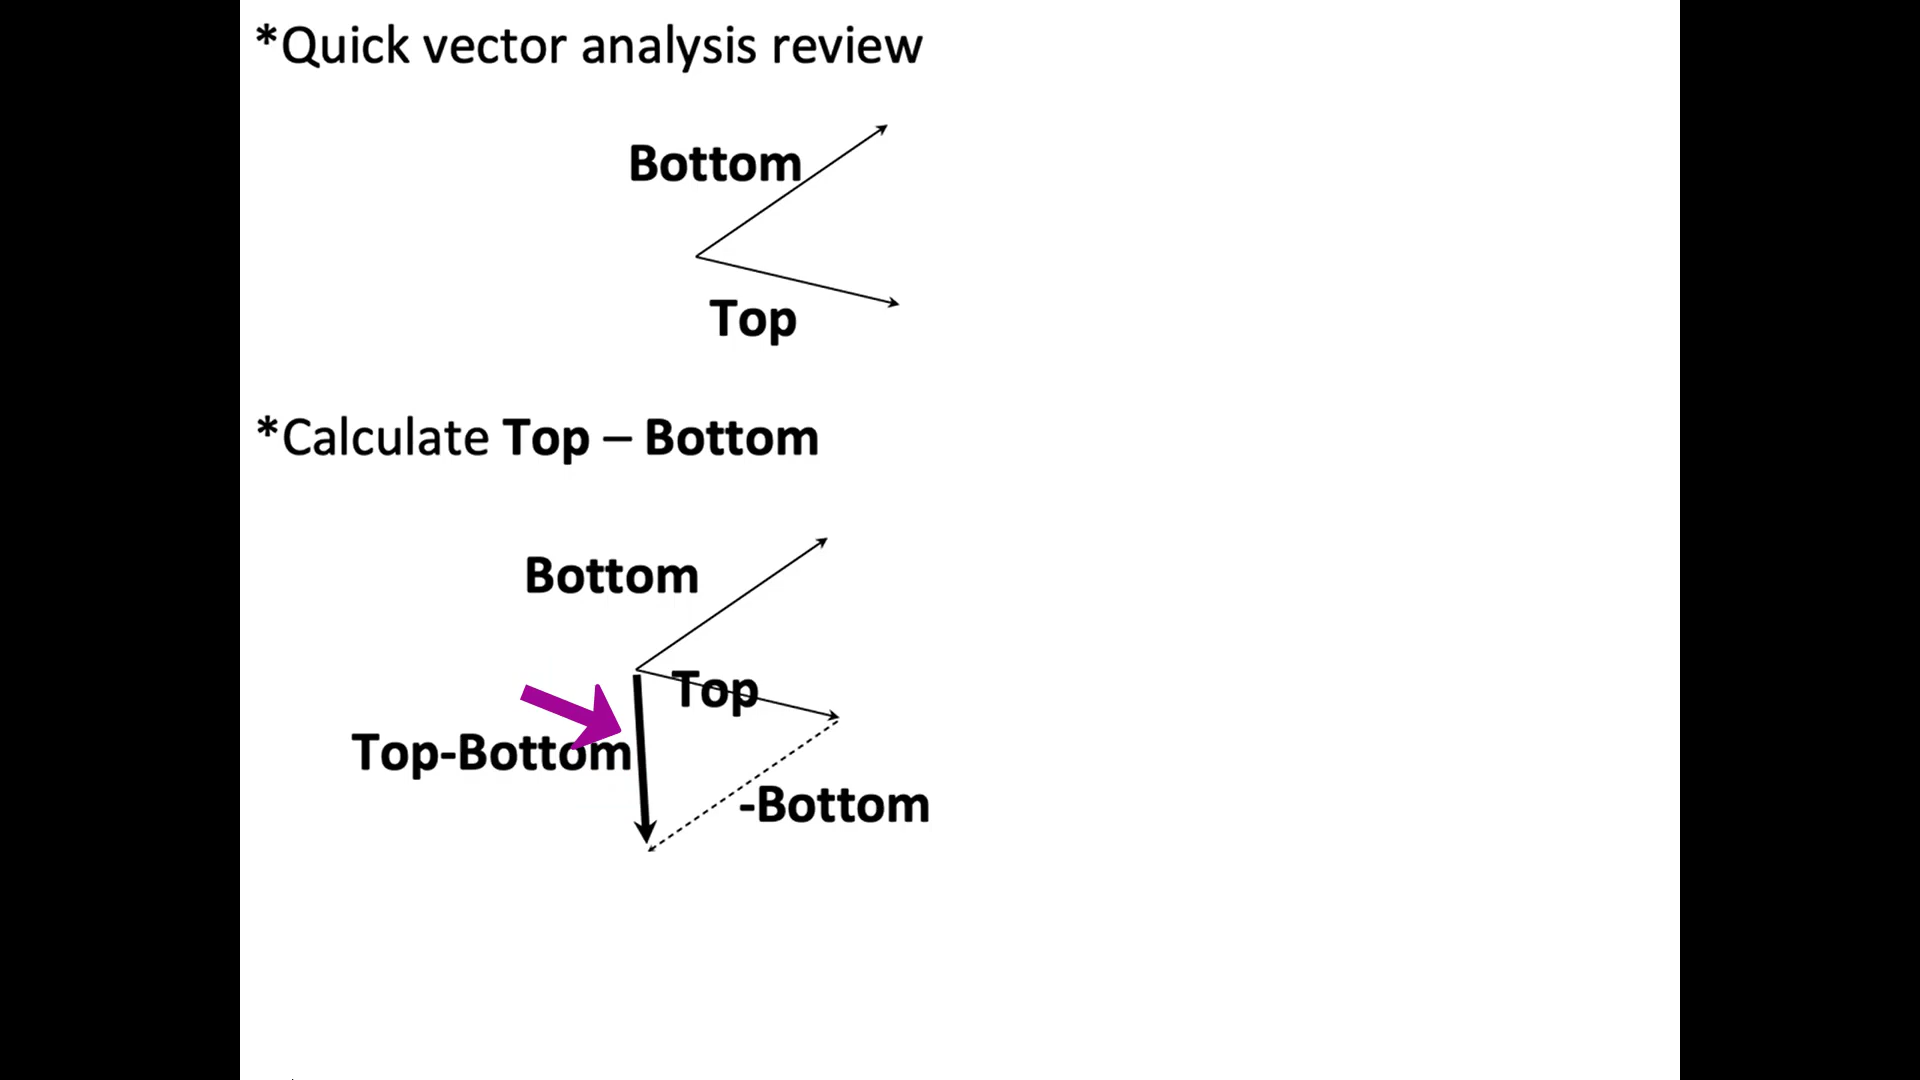 *Quick vector analysis review
Bottom
Top
*Calculate Top – Bottom
Bottom
Top
Top-Bottom
-Bottom